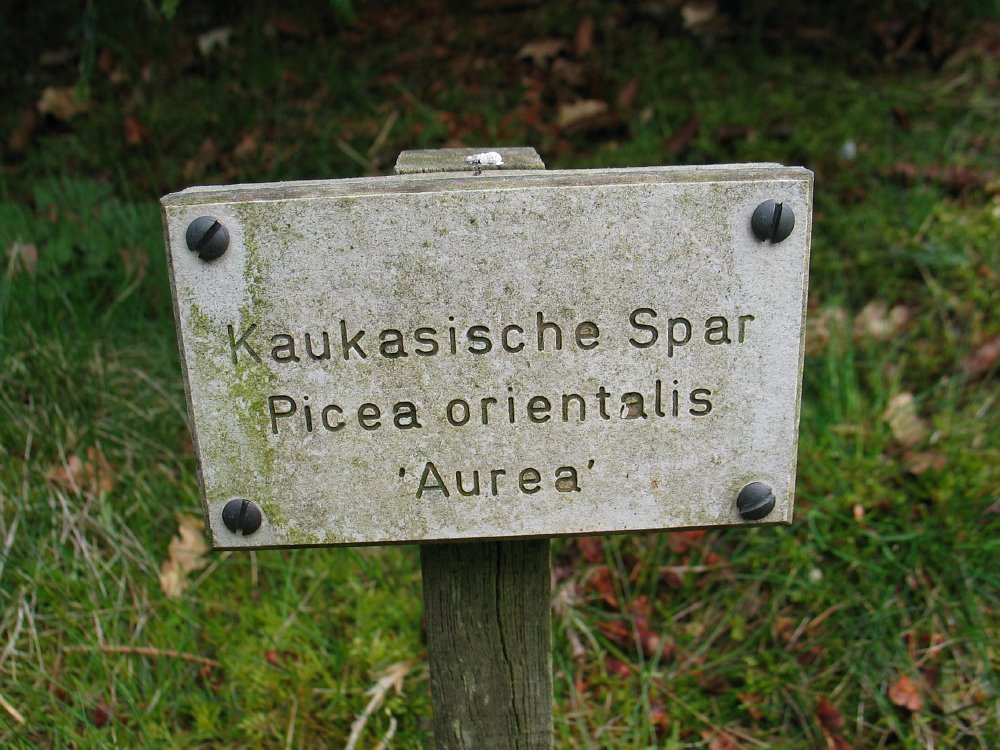 Kaukasische Spar
Picea orientalis
'Aurea'